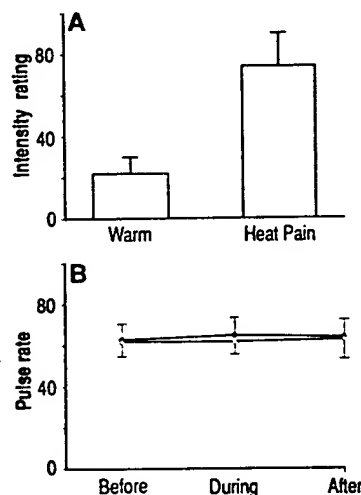 A
Intensity rating
80
40
0
Warm Heat Pain
B
Pulse rate
80
40
0
Before During After